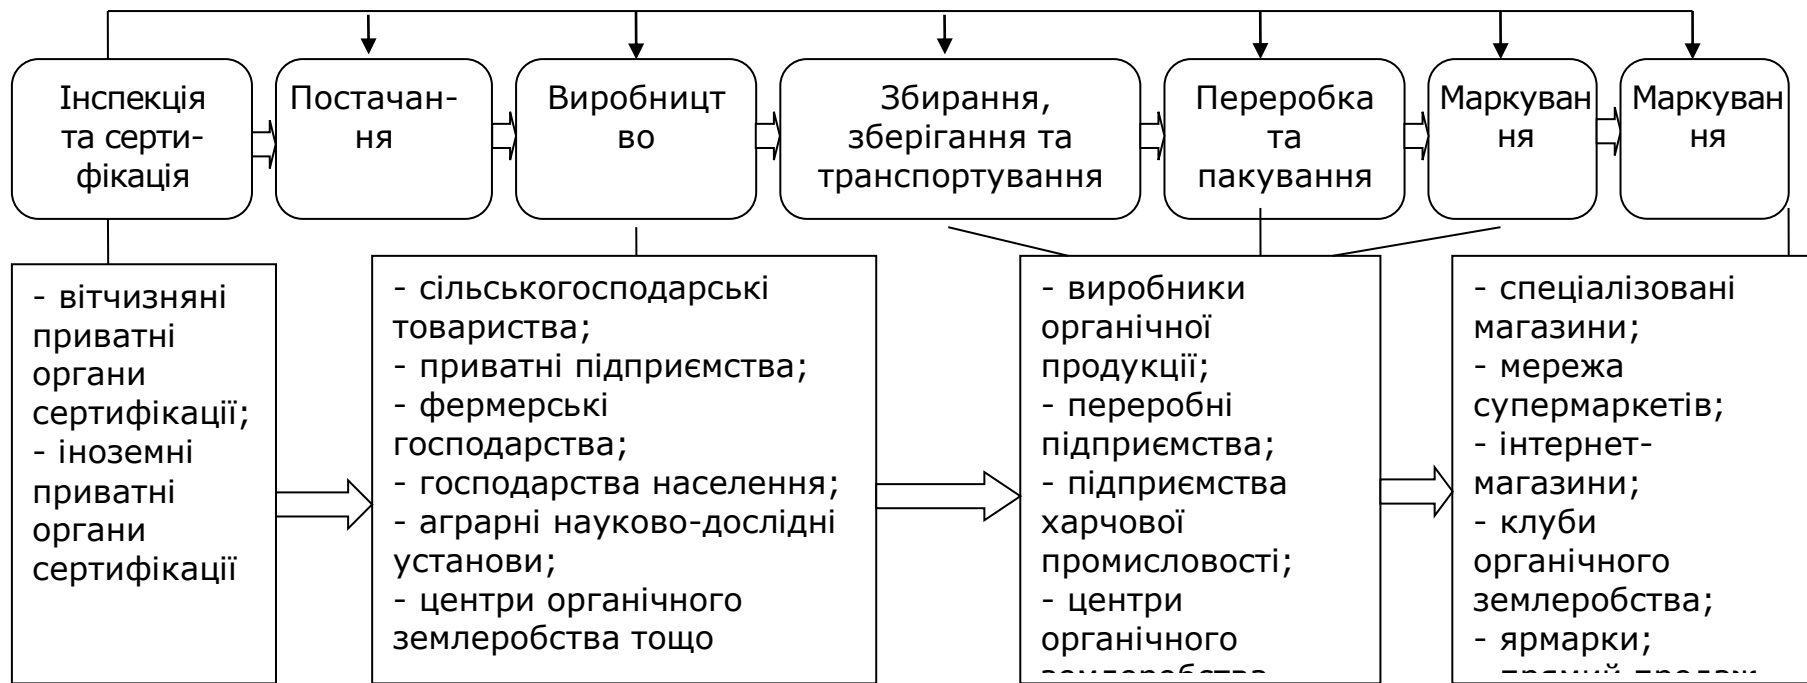 Інспекція
та серти-
фікація
Постачан-
ня
Виробницт
во
Збирання,
зберігання та
транспортування
Переробка
та
пакування
Маркуван
ня
Маркуван
ня
- вітчизняні
приватні
органи
сертифікації;
- іноземні
приватні
органи
сертифікації
- сільськогосподарські
товариства;
- приватні підприємства;
- фермерські
господарства;
- господарства населення;
- аграрні науково-дослідні
установи;
- центри органічного
землеробства тощо
- виробники
органічної
продукції;
- переробні
підприємства;
- підприємства
харчової
промисловості;
- центри
органічного
- спеціалізовані
магазини;
- мережа
супермаркетів;
- інтернет-
магазини;
- клуби
органічного
землеробства;
- ярмарки;